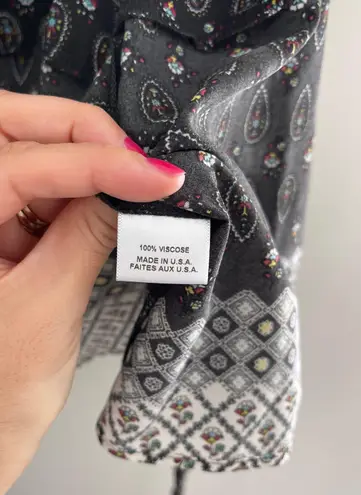 100% VISCOSE
MADE IN U.S.A.
FAITES AUX U.S.A.